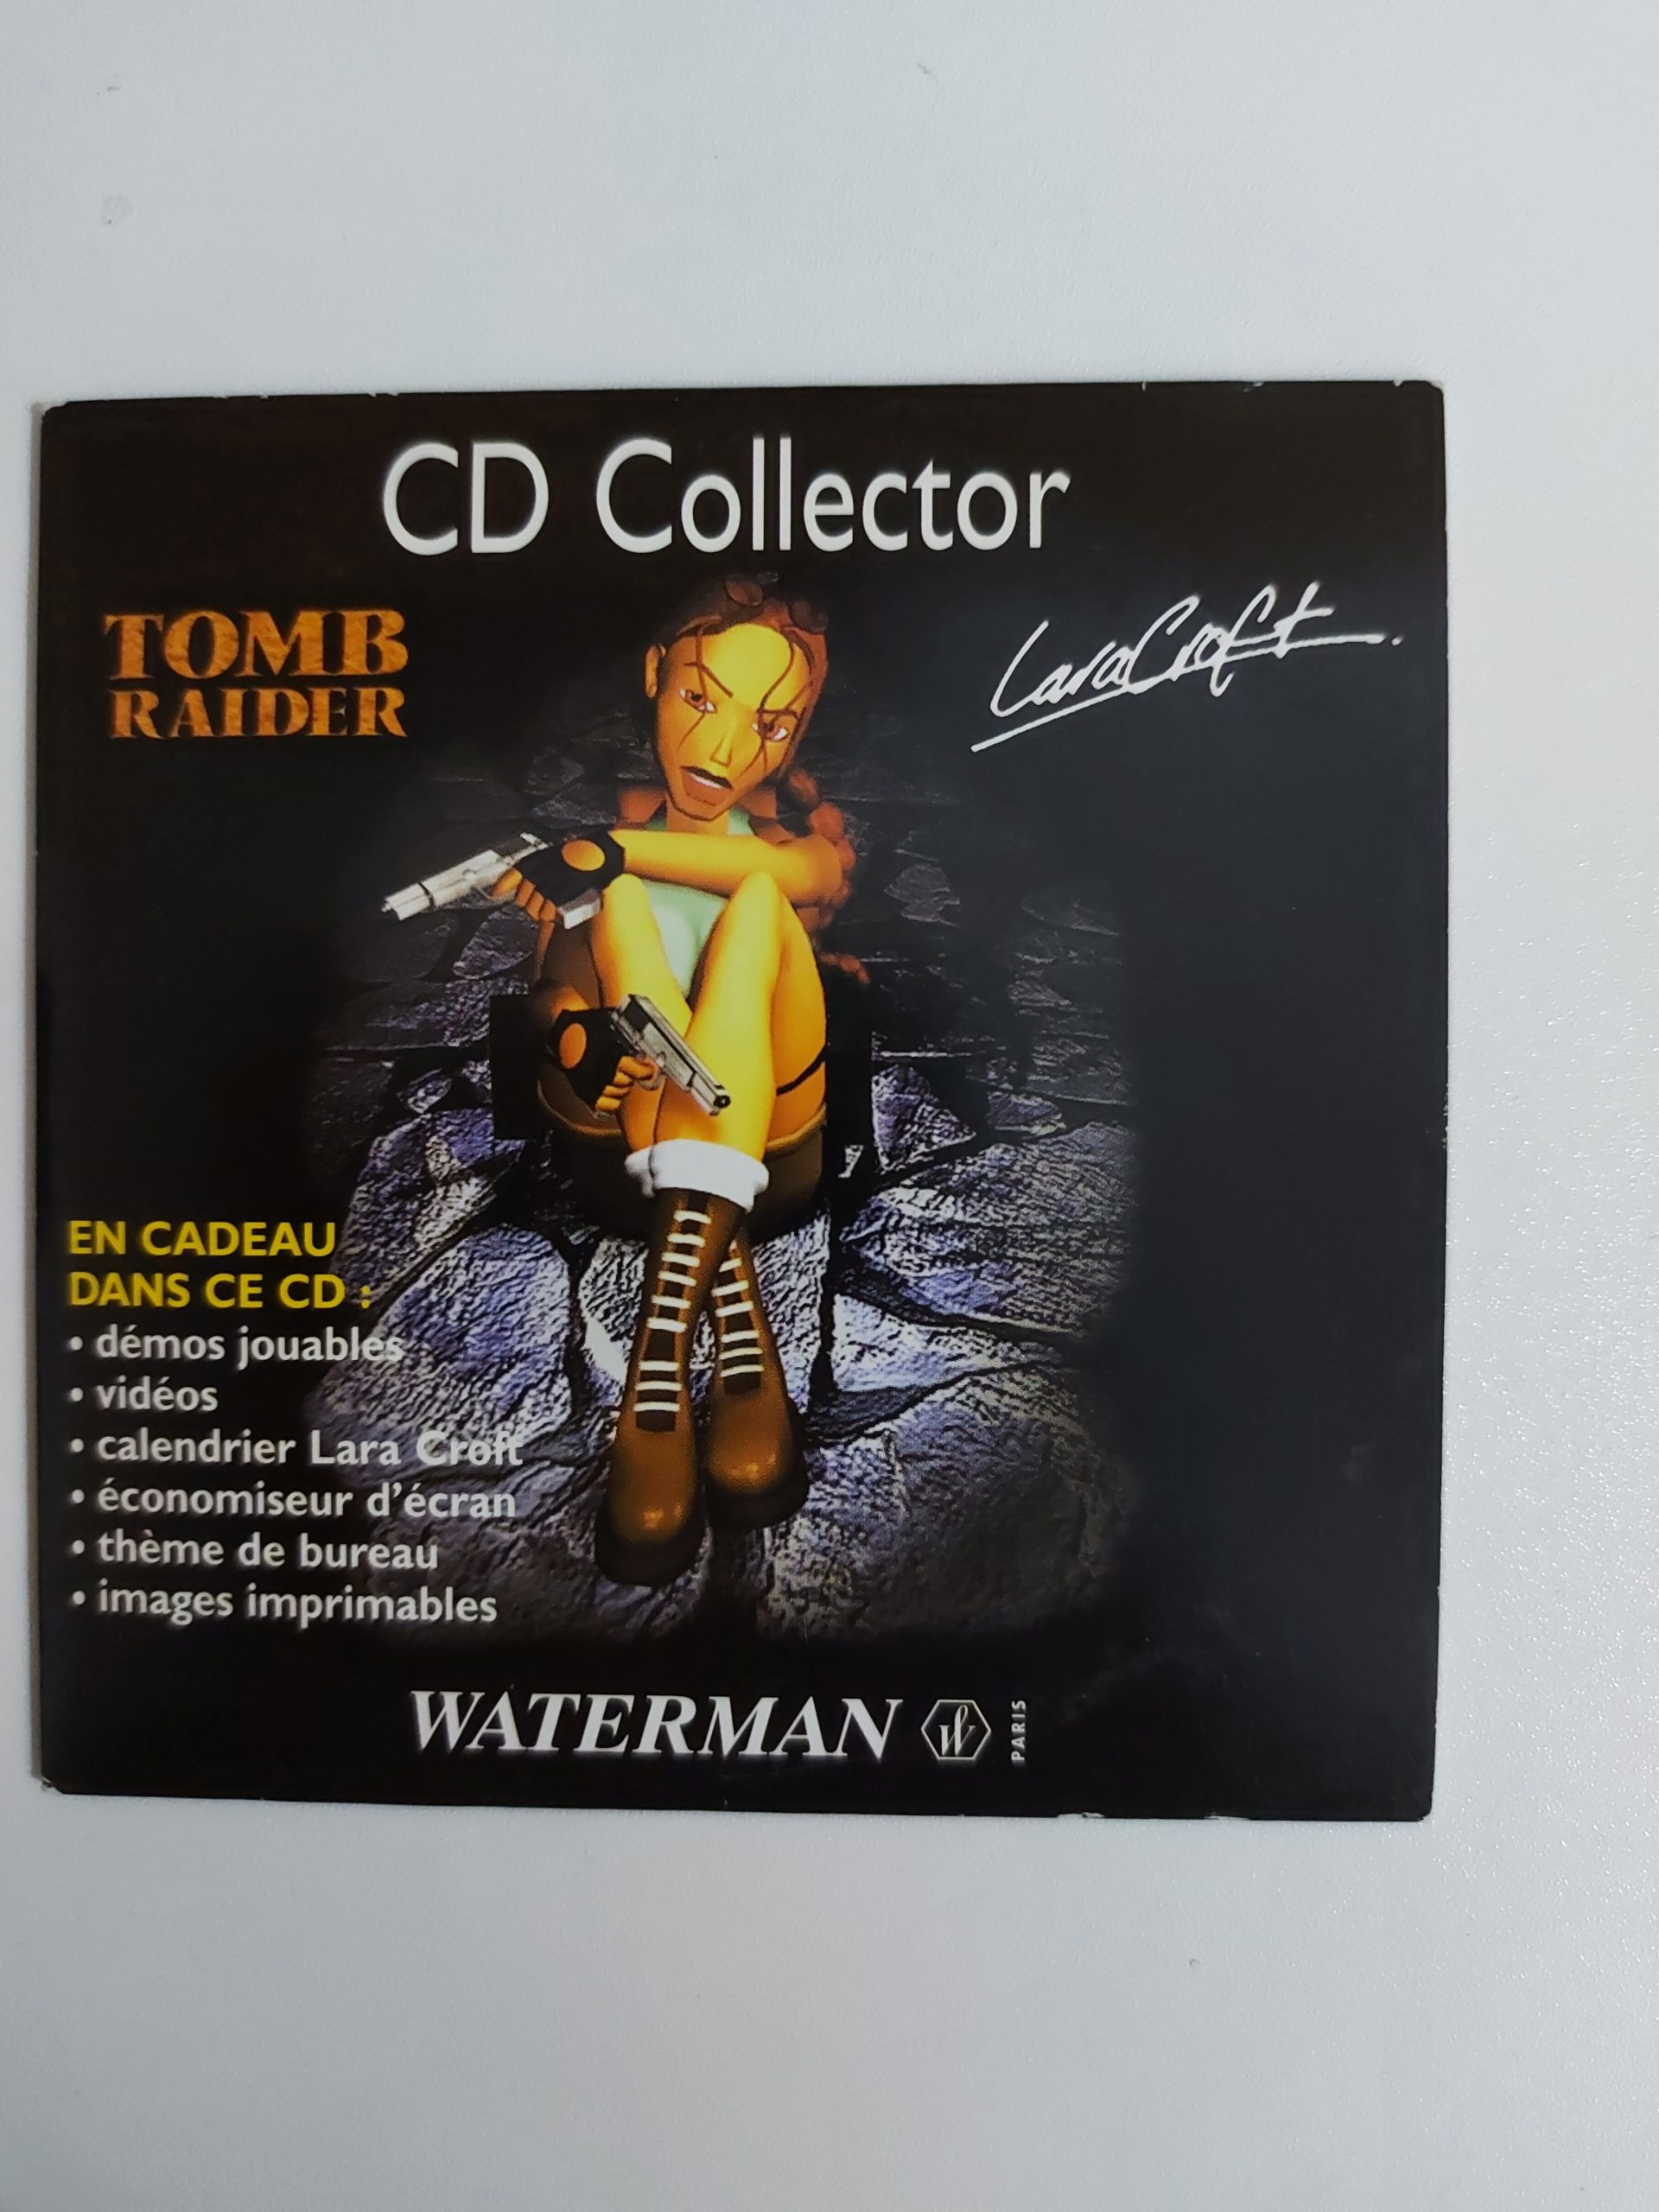 CD Collector
TOMB
RAIDER
Lara Croft
EN CADEAU
DANS CE CD :
• démos jouables
• vidéos
• calendrier Lara Croft
• économiseur d'écran
• thème de bureau
• images imprimables
WATERMAN W PARIS